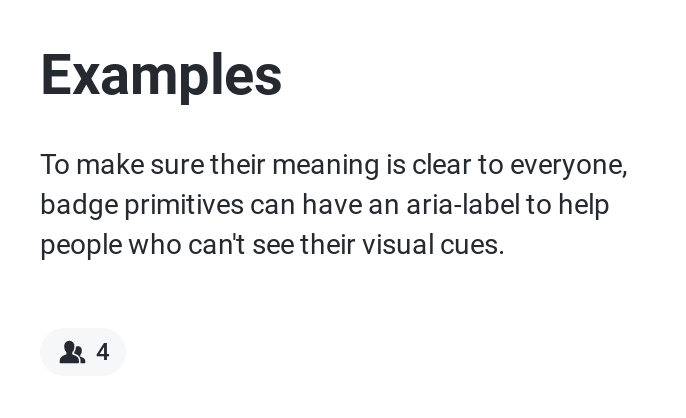 Examples
To make sure their meaning is clear to everyone,
badge primitives can have an aria-label to help
people who can't see their visual cues.
4